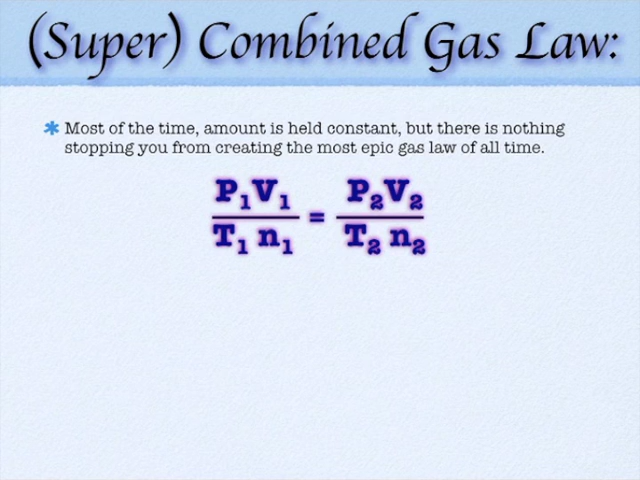 (Super) Combined Gas Law:
✱ Most of the time, amount is held constant, but there is nothing
stopping you from creating the most epic gas law of all time.
P₁V₁ P₂V₂
=
T₁ n₁ T₂ n₂